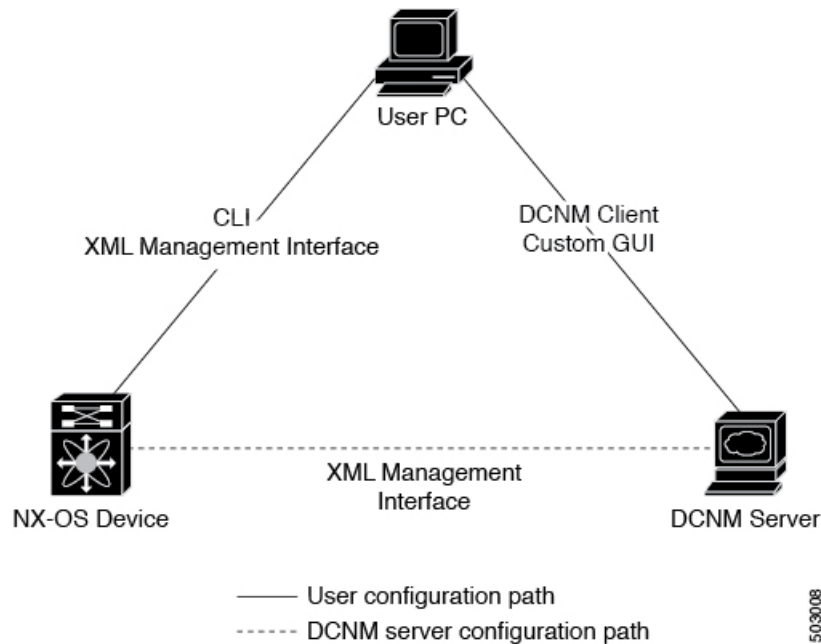 User PC
CLI
XML Management Interface
DCNM Client
Custom GUI
XML Management
Interface
NX-OS Device
DCNM Server
User configuration path
DCNM server configuration path
503008